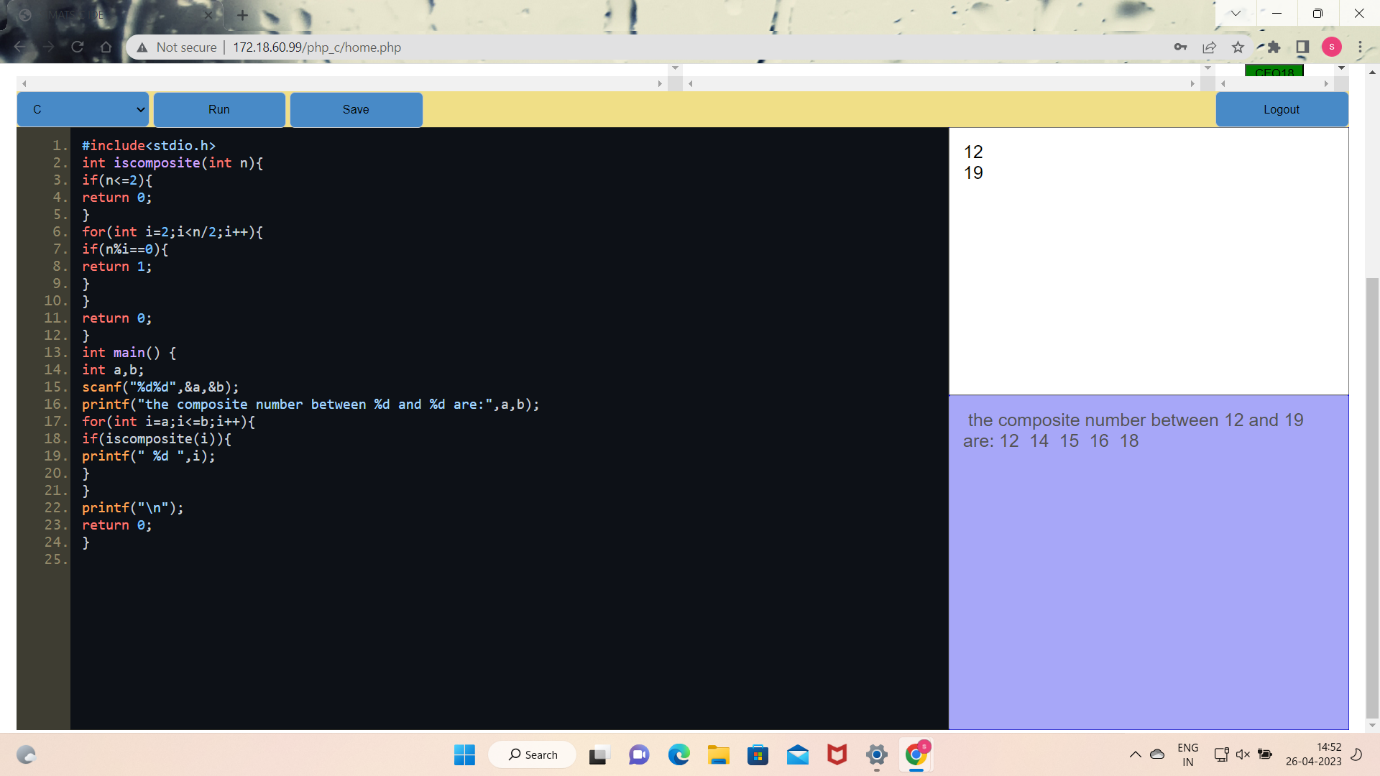 Not secure
172.18.60.99/php_c/home.php
S
CEO18
C
Run
Save
Logout
1. #include<stdio.h>
2. int iscomposite(int n){
3. if(n<=2){
4. return 0;
5. }
6. for(int i=2;i<n/2;i++){
7. if(n%i==0){
8. return 1;
9. }
10. }
11. return 0;
12. }
13. int main() {
14. int a,b;
15. scanf("%d%d",&a,&b);
16. printf("the composite number between %d and %d are:",a,b);
17. for(int i=a;i<=b;i++){
18. if(iscomposite(i)){
19. printf(" %d ",i);
20. }
21. }
22. printf("\n");
23. return 0;
24. }
25.
12
19
the composite number between 12 and 19
are: 12 14 15 16 18
Search
S
ENG
IN
14:52
26-04-2023